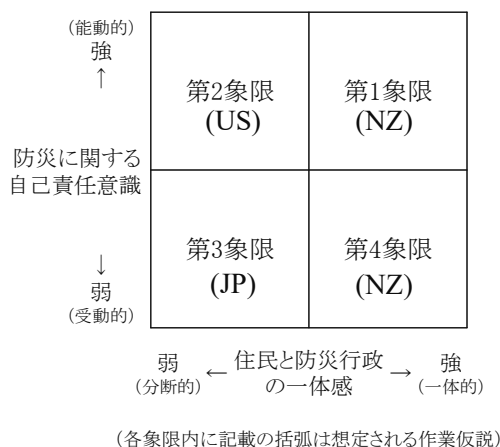 (能動的)
強
↑
防災に関する
自己責任意識
↓
弱
(受動的)
第2象限
(US)
第1象限
(NZ)
第3象限
(JP)
第4象限
(NZ)
弱
(分断的)
←
住民と防災行政
の一体感
→
強
(一体的)
(各象限内に記載の括弧は想定される作業仮説)